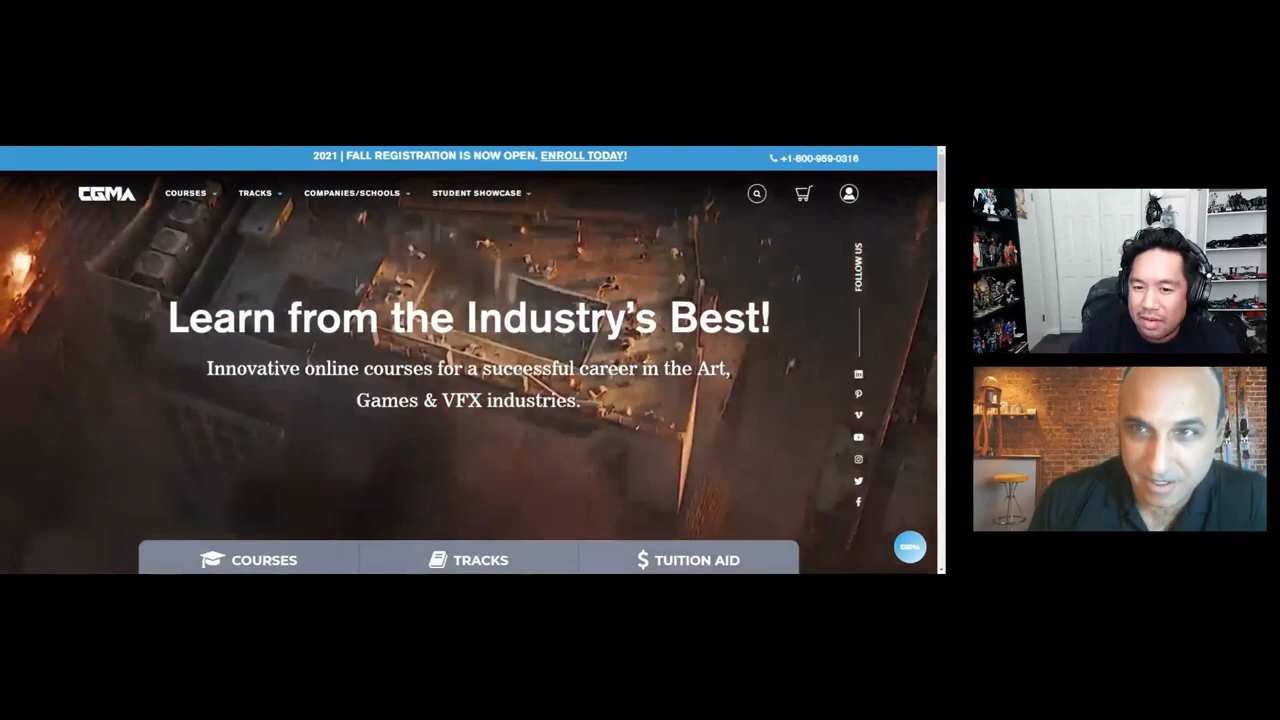 2021 | FALL REGISTRATION IS NOW OPEN. ENROLL TODAY!
+1-800-959-0316
CGMA
COURSES
TRACKS
COMPANIES/SCHOOLS
STUDENT SHOWCASE
FOLLOW US
Learn from the Industry's Best!
Innovative online courses for a successful career in the Art,
Games & VFX industries.
COURSES
TRACKS
$ TUITION AID
CGMA